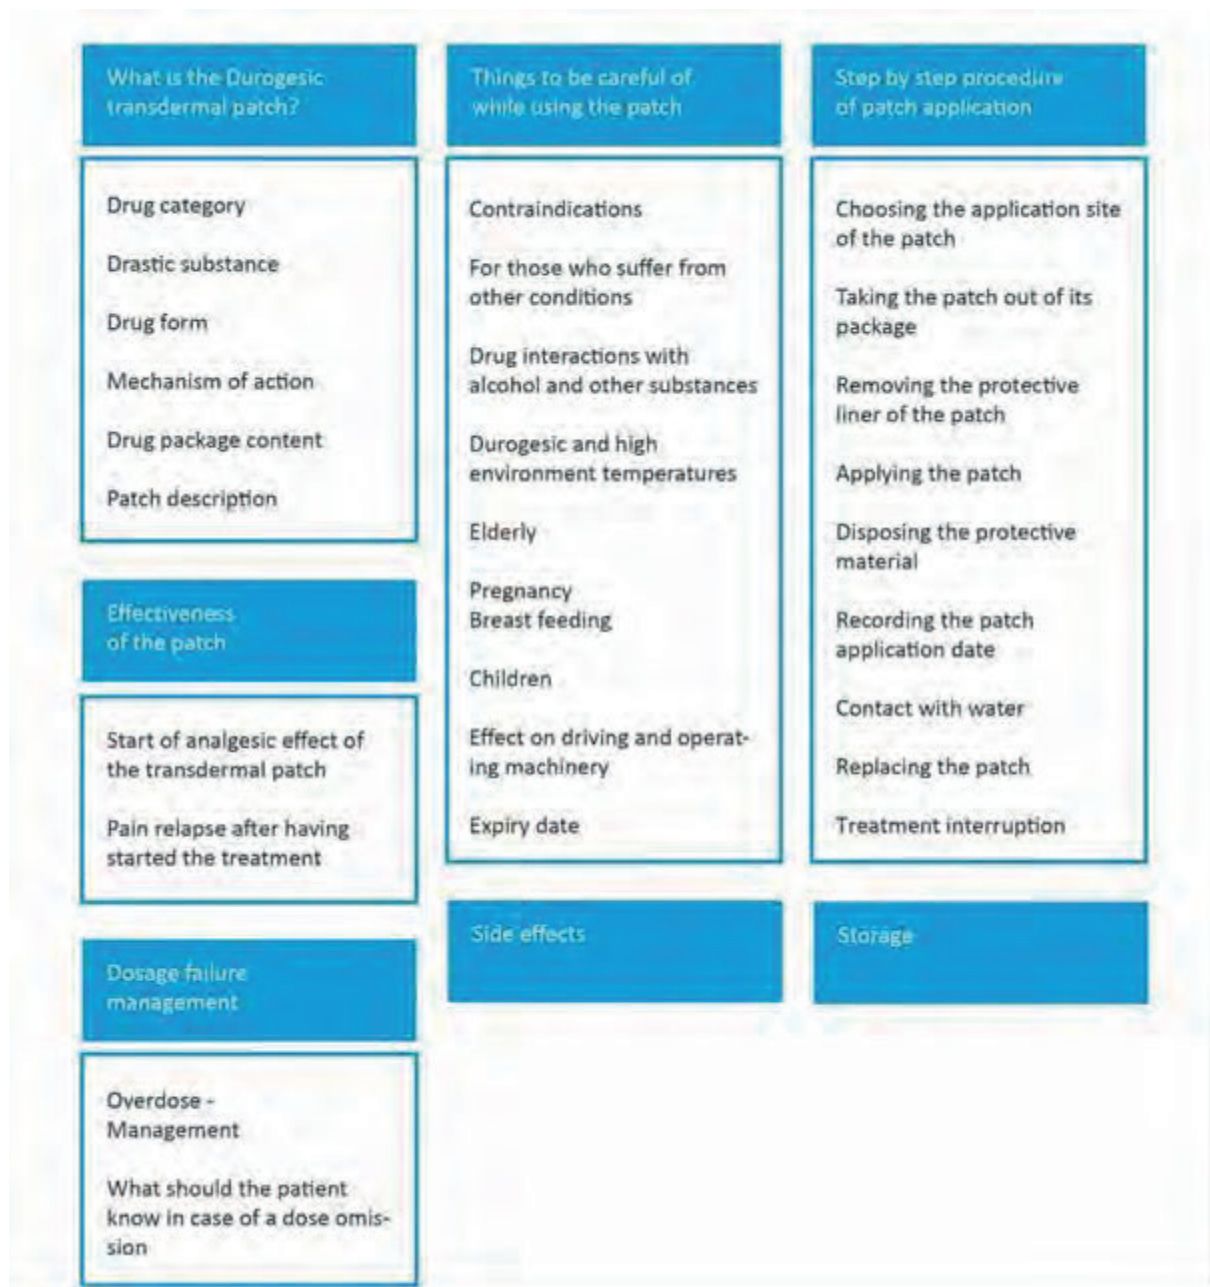 What is the Durogesic
transdermal patch?
Drug category
Drastic substance
Drug form
Mechanism of action
Drug package content
Patch description
Effectiveness
of the patch
Start of analgesic effect of
the transdermal patch
Pain relapse after having
started the treatment
Dosage failure
management
Overdose -
Management
What should the patient
know in case of a dose omis-
sion
Things to be careful of
while using the patch
Contraindications
For those who suffer from
other conditions
Drug interactions with
alcohol and other substances
Durogesic and high
environment temperatures
Elderly
Pregnancy
Breast feeding
Children
Effect on driving and operat-
ing machinery
Expiry date
Side effects
Step by step procedure
of patch application
Choosing the application site
of the patch
Taking the patch out of its
package
Removing the protective
liner of the patch
Applying the patch
Disposing the protective
material
Recording the patch
application date
Contact with water
Replacing the patch
Treatment interruption
Storage